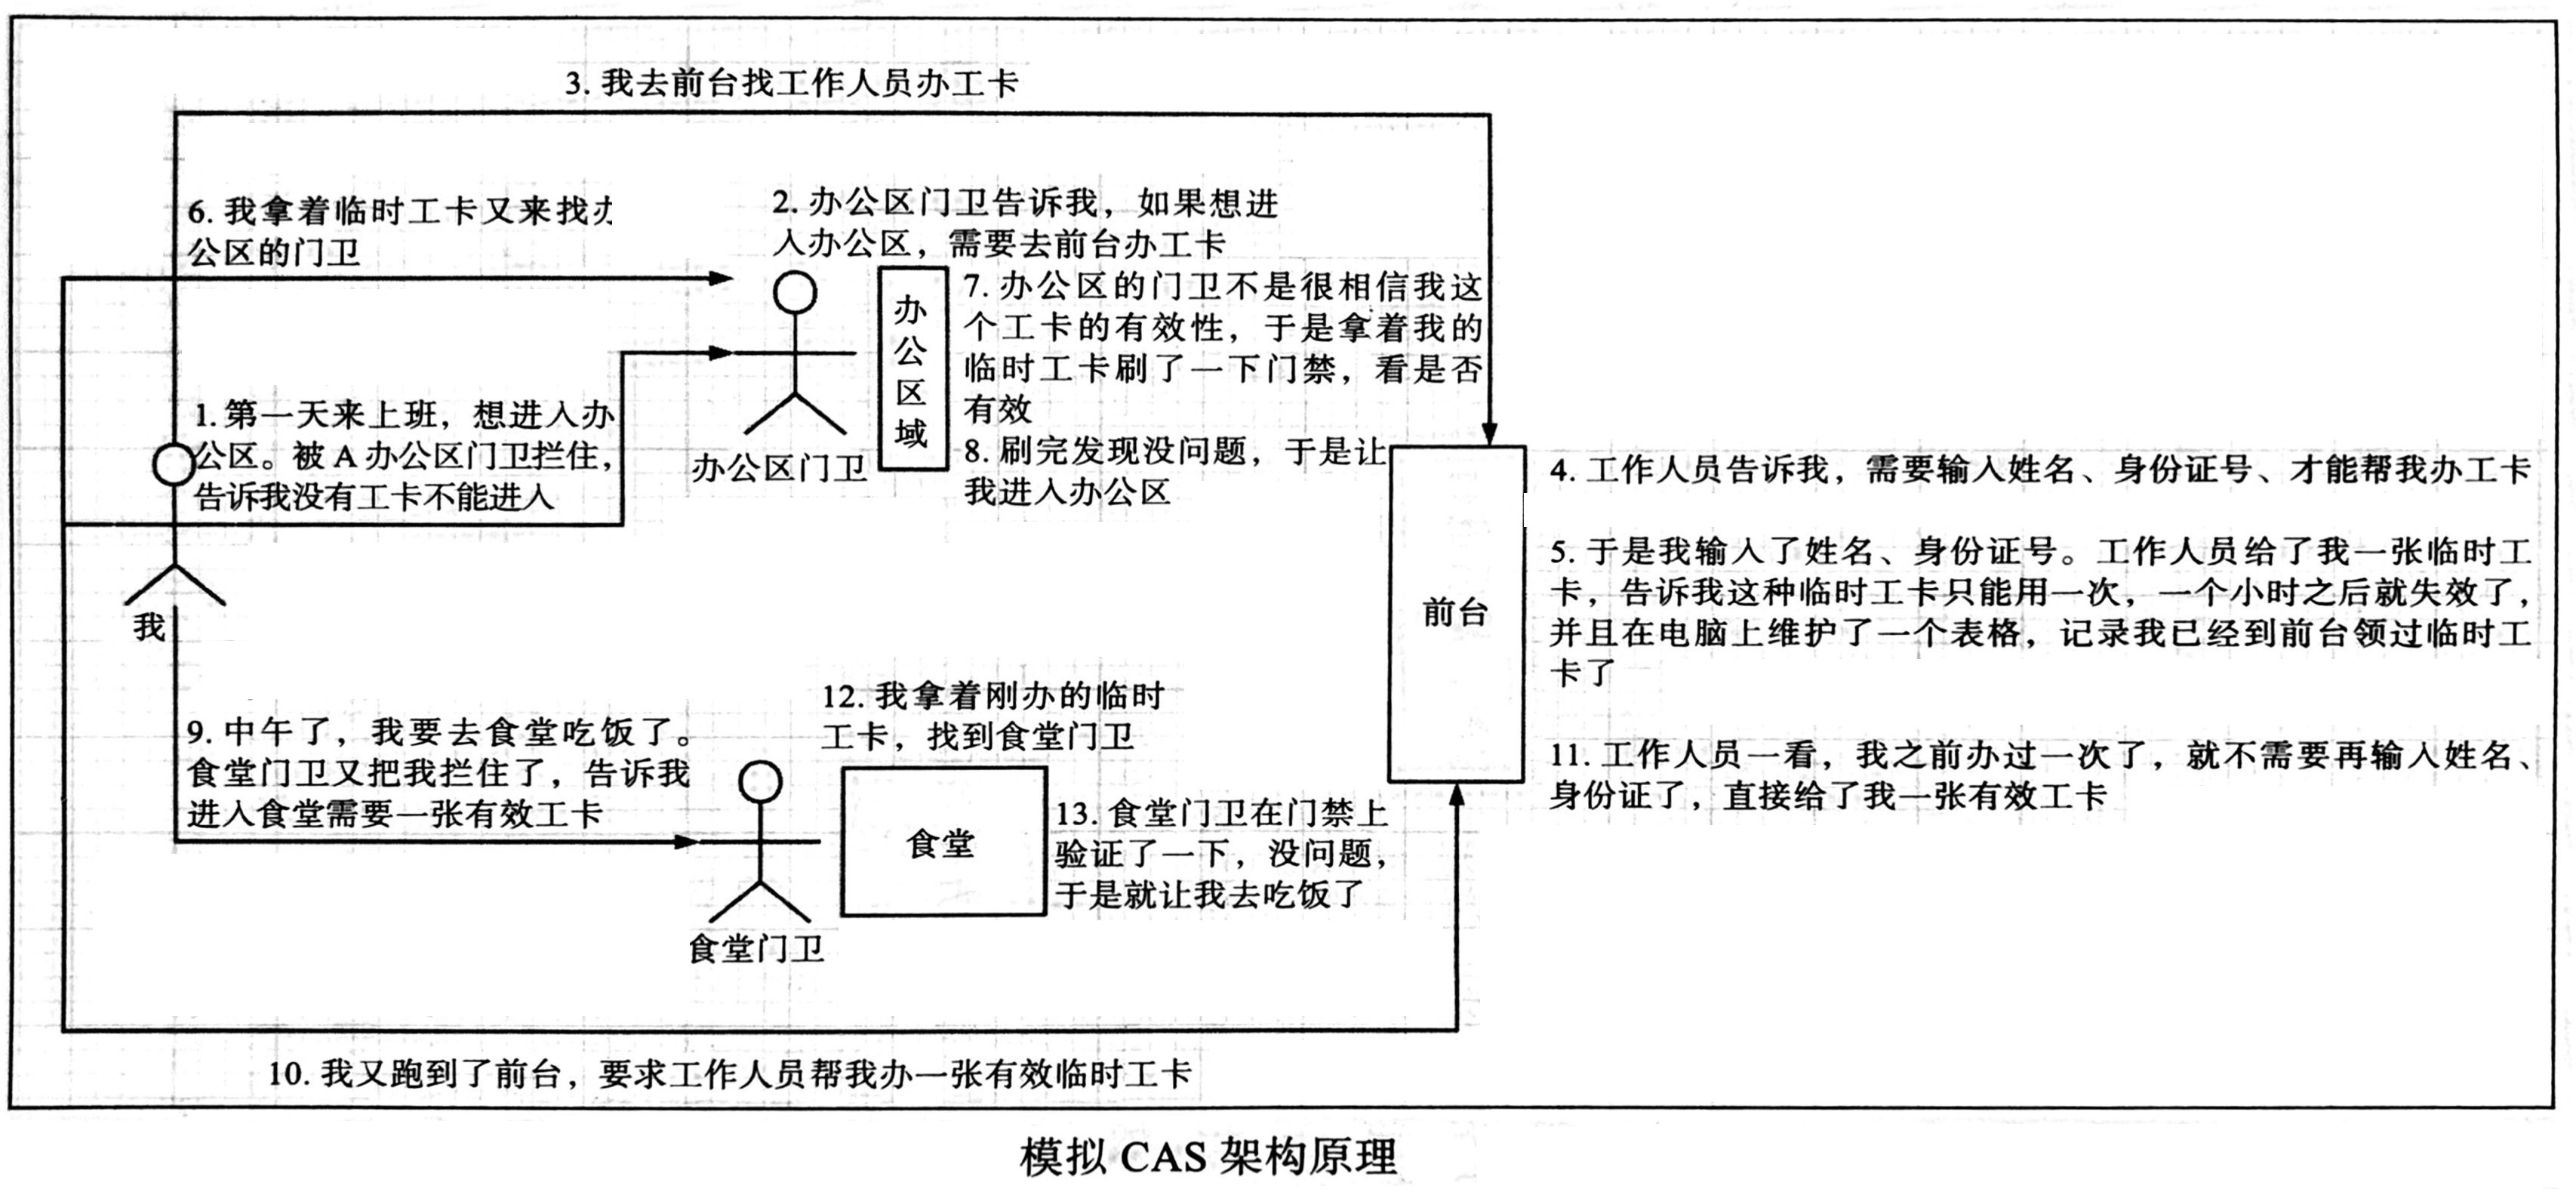 3. 我去前台找工作人员办工卡
6. 我拿着临时工卡又来找办
公区的门卫
2. 办公区门卫告诉我，如果想进
入办公区，需要去前台办工卡
办
公
区
域
7. 办公区的门卫不是很相信我这
个工卡的有效性，于是拿着我的
临时工卡刷了一下门禁，看是否
有效
8. 刷完发现没问题，于是让
我进入办公区
1. 第一天来上班，想进入办
公区。被 A 办公区门卫拦住，
告诉我没有工卡不能进入
办公区门卫
我
前台
4. 工作人员告诉我，需要输入姓名、身份证号、才能帮我办工卡
5. 于是我输入了姓名、身份证号。工作人员给了我一张临时工
卡，告诉我这种临时工卡只能用一次，一个小时之后就失效了，
并且在电脑上维护了一个表格，记录我已经到前台领过临时工
卡了
11. 工作人员一看，我之前办过一次了，就不需要再输入姓名、
身份证了，直接给了我一张有效工卡
9. 中午了，我要去食堂吃饭了。
食堂门卫又把我拦住了，告诉我
进入食堂需要一张有效工卡
12. 我拿着刚办的临时
工卡，找到食堂门卫
食堂
13. 食堂门卫在门禁上
验证了一下，没问题，
于是就让我去吃饭了
食堂门卫
10. 我又跑到了前台，要求工作人员帮我办一张有效临时工卡
模拟 CAS 架构原理